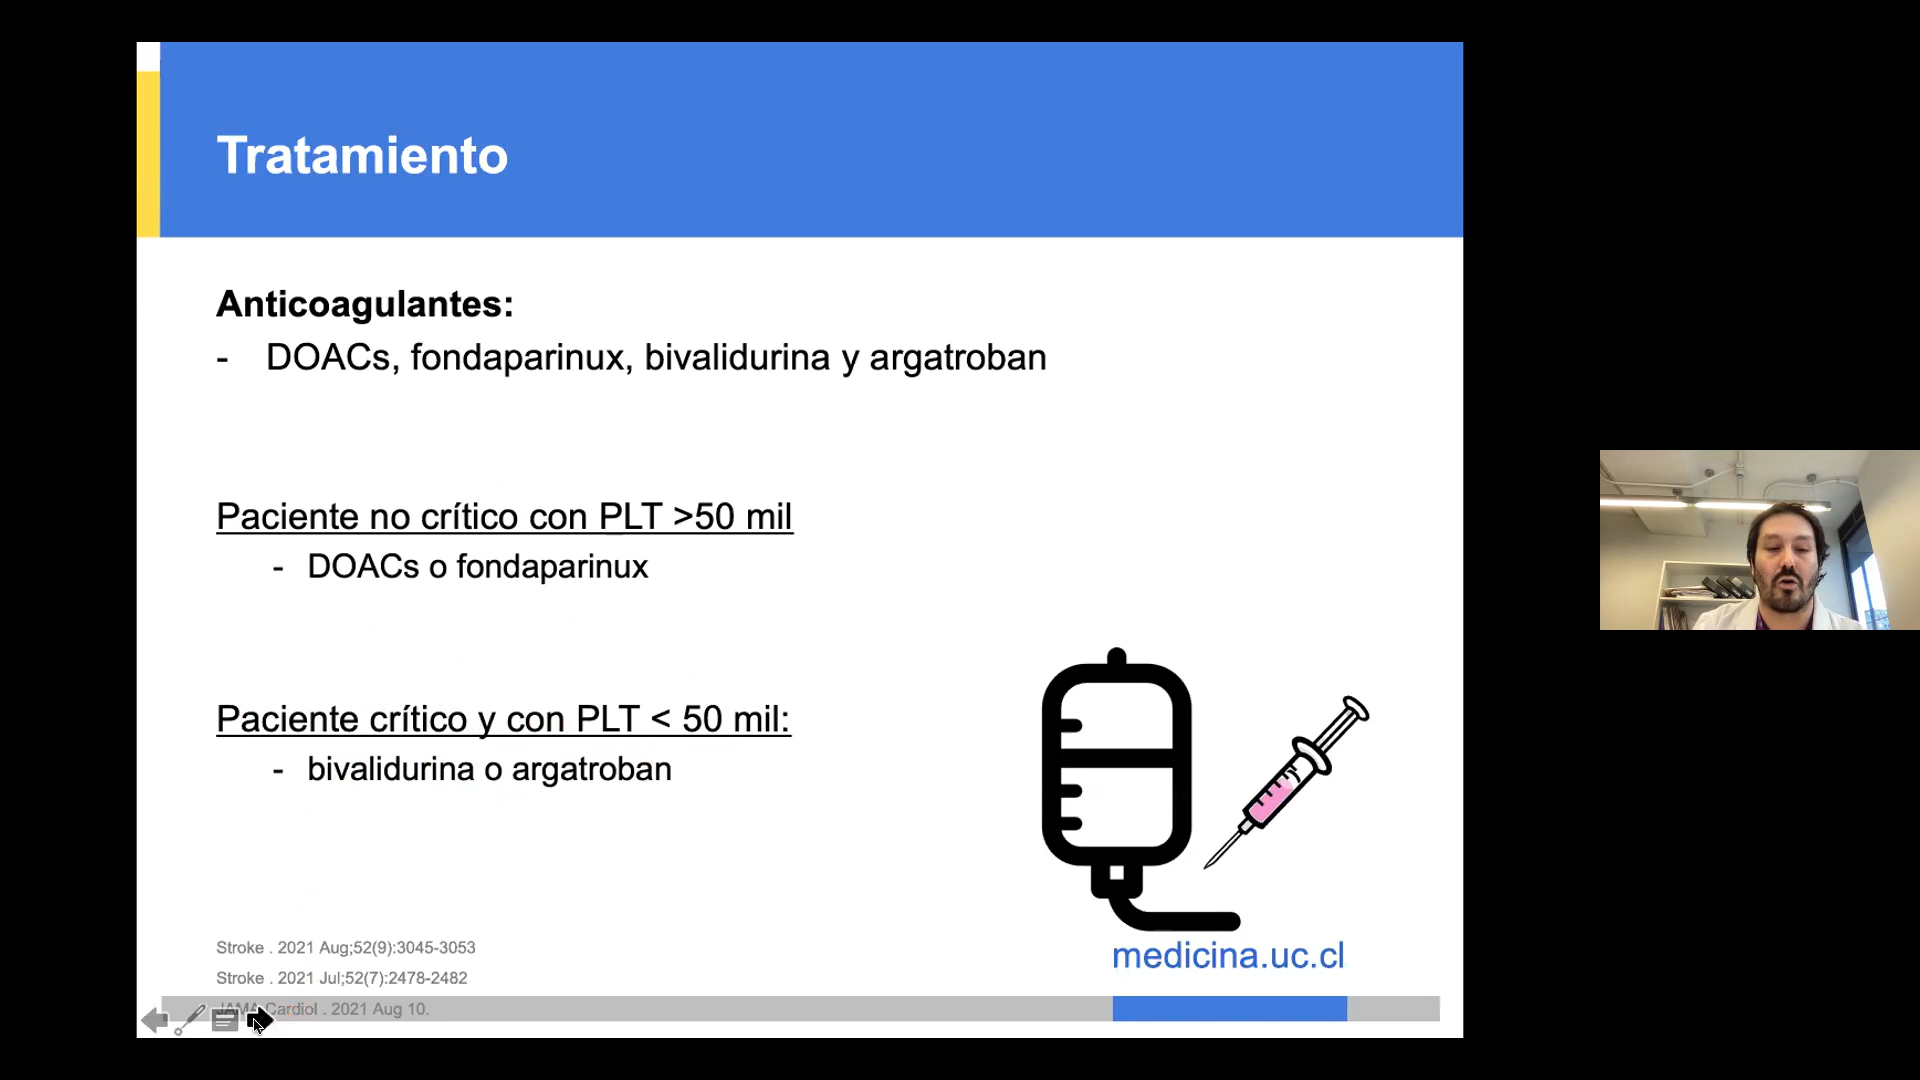 Tratamiento
Anticoagulantes:
- DOACs, fondaparinux, bivalidurina y argatroban
Paciente no crítico con PLT >50 mil
- DOACs o fondaparinux
Paciente crítico y con PLT < 50 mil:
- bivalidurina o argatroban
Stroke . 2021 Aug;52(9):3045-3053
Stroke . 2021 Jul;52(7):2478-2482
JAMA Cardiol . 2021 Aug 10.
medicina.uc.cl